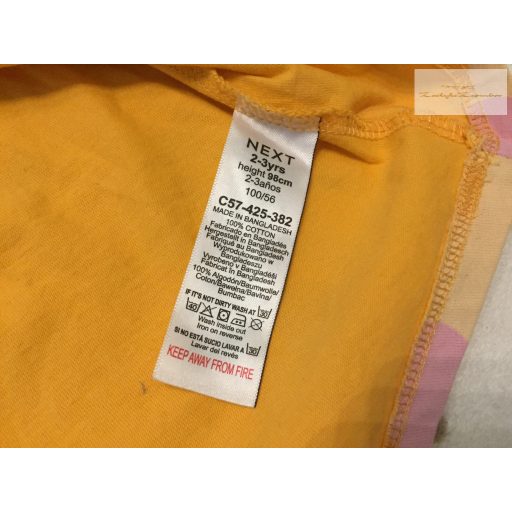 NEXT
2-3yrs
height 98cm
2-3años
100/56
C57-425-382
MADE IN BANGLADESH
100% COTTON
Fabricado en Bangladés
Hergestellt in Bangladesch
Fabriqué au Bangladesh
Wyprodukowano w
Bangladeszu
Vyrobeno v Bangladéši
Fabricat în Bangladesh
100% Algodón/Baumwolle/
Coton/Bawełna/Bavlna/
Bumbac
IF IT'S NOT DIRTY WASH AT 30
40
Wash inside out
Iron on reverse
SI NO ESTÁ SUCIO LAVAR A 30
Lavar del revés
KEEP AWAY FROM FIRE